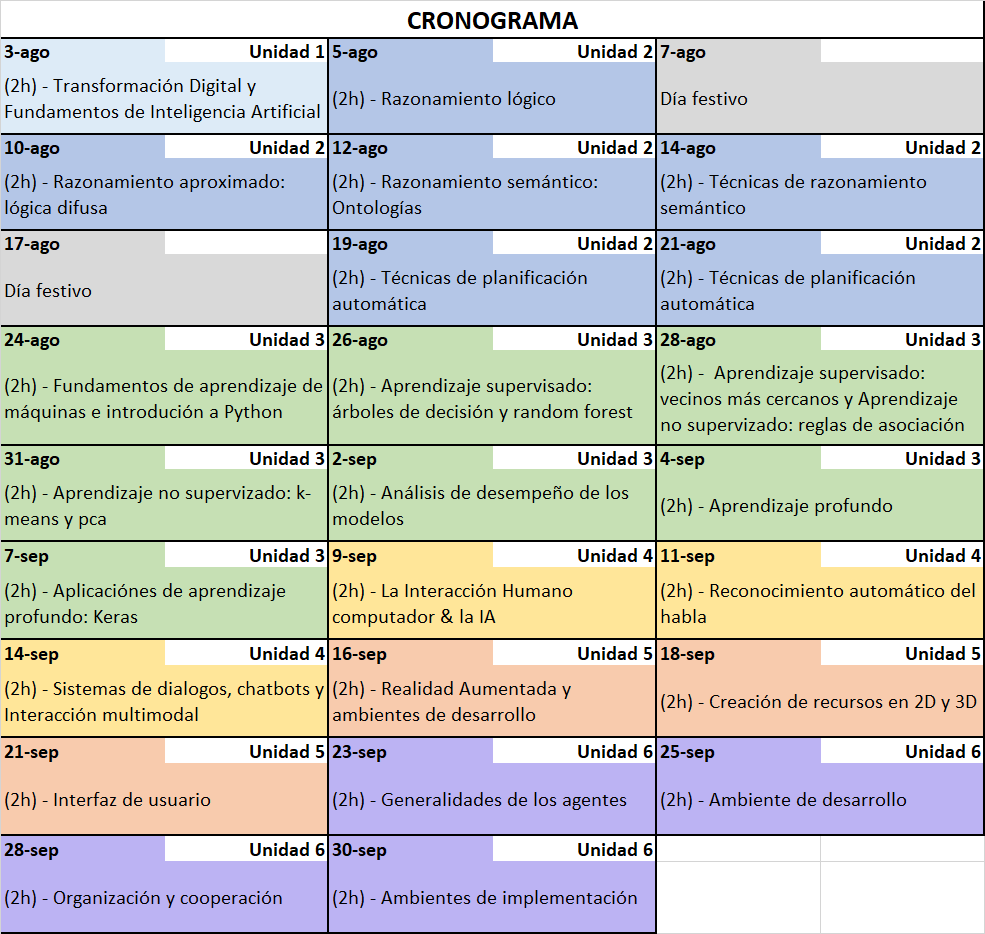 CRONOGRAMA
3-ago Unidad 1
(2h) - Transformación Digital y
Fundamentos de Inteligencia Artificial
5-ago Unidad 2
(2h) - Razonamiento lógico
7-ago
Día festivo
10-ago Unidad 2
(2h) - Razonamiento aproximado:
lógica difusa
12-ago Unidad 2
(2h) - Razonamiento semántico:
Ontologías
14-ago Unidad 2
(2h) - Técnicas de razonamiento
semántico
17-ago
Día festivo
19-ago Unidad 2
(2h) - Técnicas de planificación
automática
21-ago Unidad 2
(2h) - Técnicas de planificación
automática
24-ago Unidad 3
(2h) - Fundamentos de aprendizaje de
máquinas e introdución a Python
26-ago Unidad 3
(2h) - Aprendizaje supervisado:
árboles de decisión y random forest
28-ago Unidad 3
(2h) -  Aprendizaje supervisado:
vecinos más cercanos y Aprendizaje
no supervizado: reglas de asociación
31-ago Unidad 3
(2h) - Aprendizaje no supervizado: k-
means y pca
2-sep Unidad 3
(2h) - Análisis de desempeño de los
modelos
4-sep Unidad 3
(2h) - Aprendizaje profundo
7-sep Unidad 3
(2h) - Aplicaciónes de aprendizaje
profundo: Keras
9-sep Unidad 4
(2h) - La Interacción Humano
computador & la IA
11-sep Unidad 4
(2h) - Reconocimiento automático del
habla
14-sep Unidad 4
(2h) - Sistemas de dialogos, chatbots y
Interacción multimodal
16-sep Unidad 5
(2h) - Realidad Aumentada y
ambientes de desarrollo
18-sep Unidad 5
(2h) - Creación de recursos en 2D y 3D
21-sep Unidad 5
(2h) - Interfaz de usuario
23-sep Unidad 6
(2h) - Generalidades de los agentes
25-sep Unidad 6
(2h) - Ambiente de desarrollo
28-sep Unidad 6
(2h) - Organización y cooperación
30-sep Unidad 6
(2h) - Ambientes de implementación